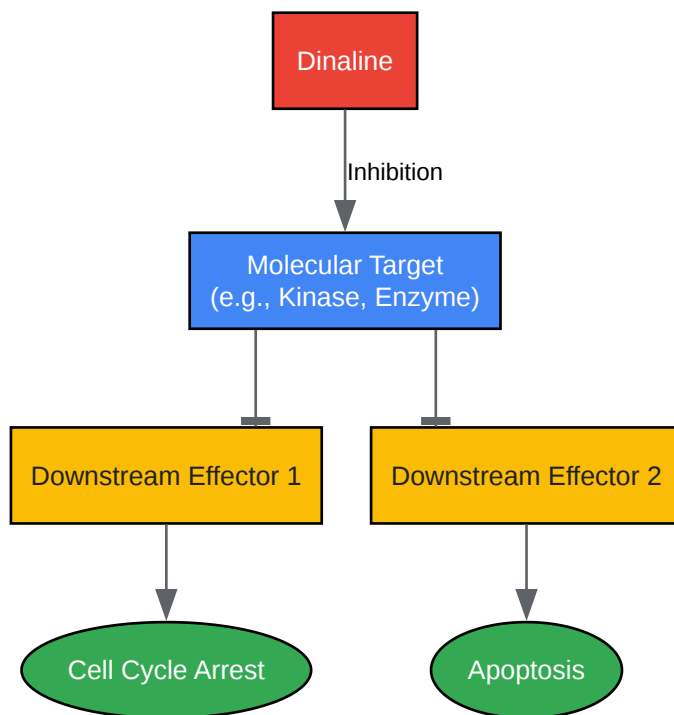 Dinaline
Inhibition
Molecular Target
(e.g., Kinase, Enzyme)
Downstream Effector 1
Downstream Effector 2
Cell Cycle Arrest
Apoptosis